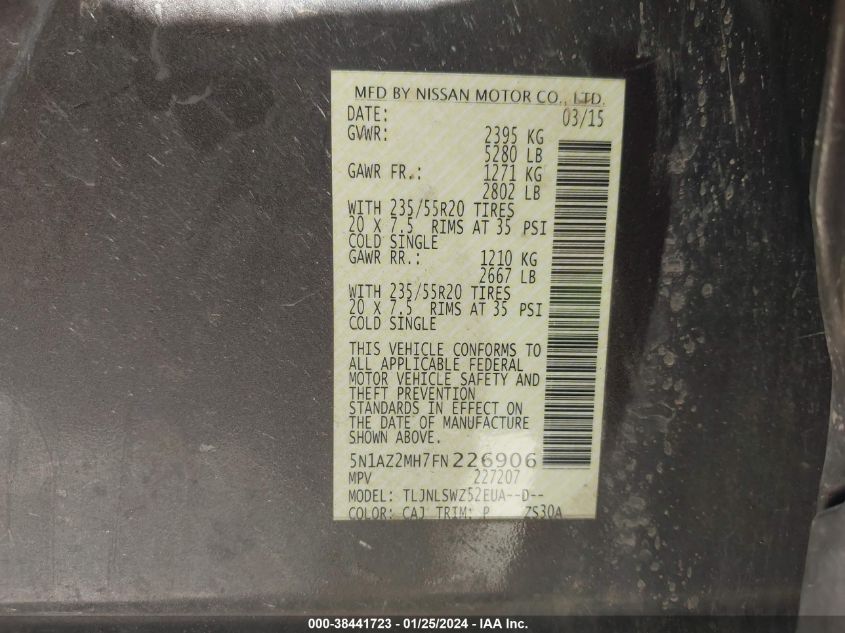 MFD BY NISSAN MOTOR CO., LTD.
DATE: 03/15
GVWR: 2395 KG
5280 LB
GAWR FR.: 1271 KG
2802 LB
WITH 235/55R20 TIRES
20 X 7.5 RIMS AT 35 PSI
COLD SINGLE
GAWR RR.: 1210 KG
2667 LB
WITH 235/55R20 TIRES
20 X 7.5 RIMS AT 35 PSI
COLD SINGLE
THIS VEHICLE CONFORMS TO
ALL APPLICABLE FEDERAL
MOTOR VEHICLE SAFETY AND
THEFT PREVENTION
STANDARDS IN EFFECT ON
THE DATE OF MANUFACTURE
SHOWN ABOVE.
5N1AZ2MH7FN226906
MPV 227207
MODEL: TLJNLSWZ52EUA--D--
COLOR: CAJ TRIM: P ZS30A
000-38441723 - 01/25/2024 - IAA Inc.